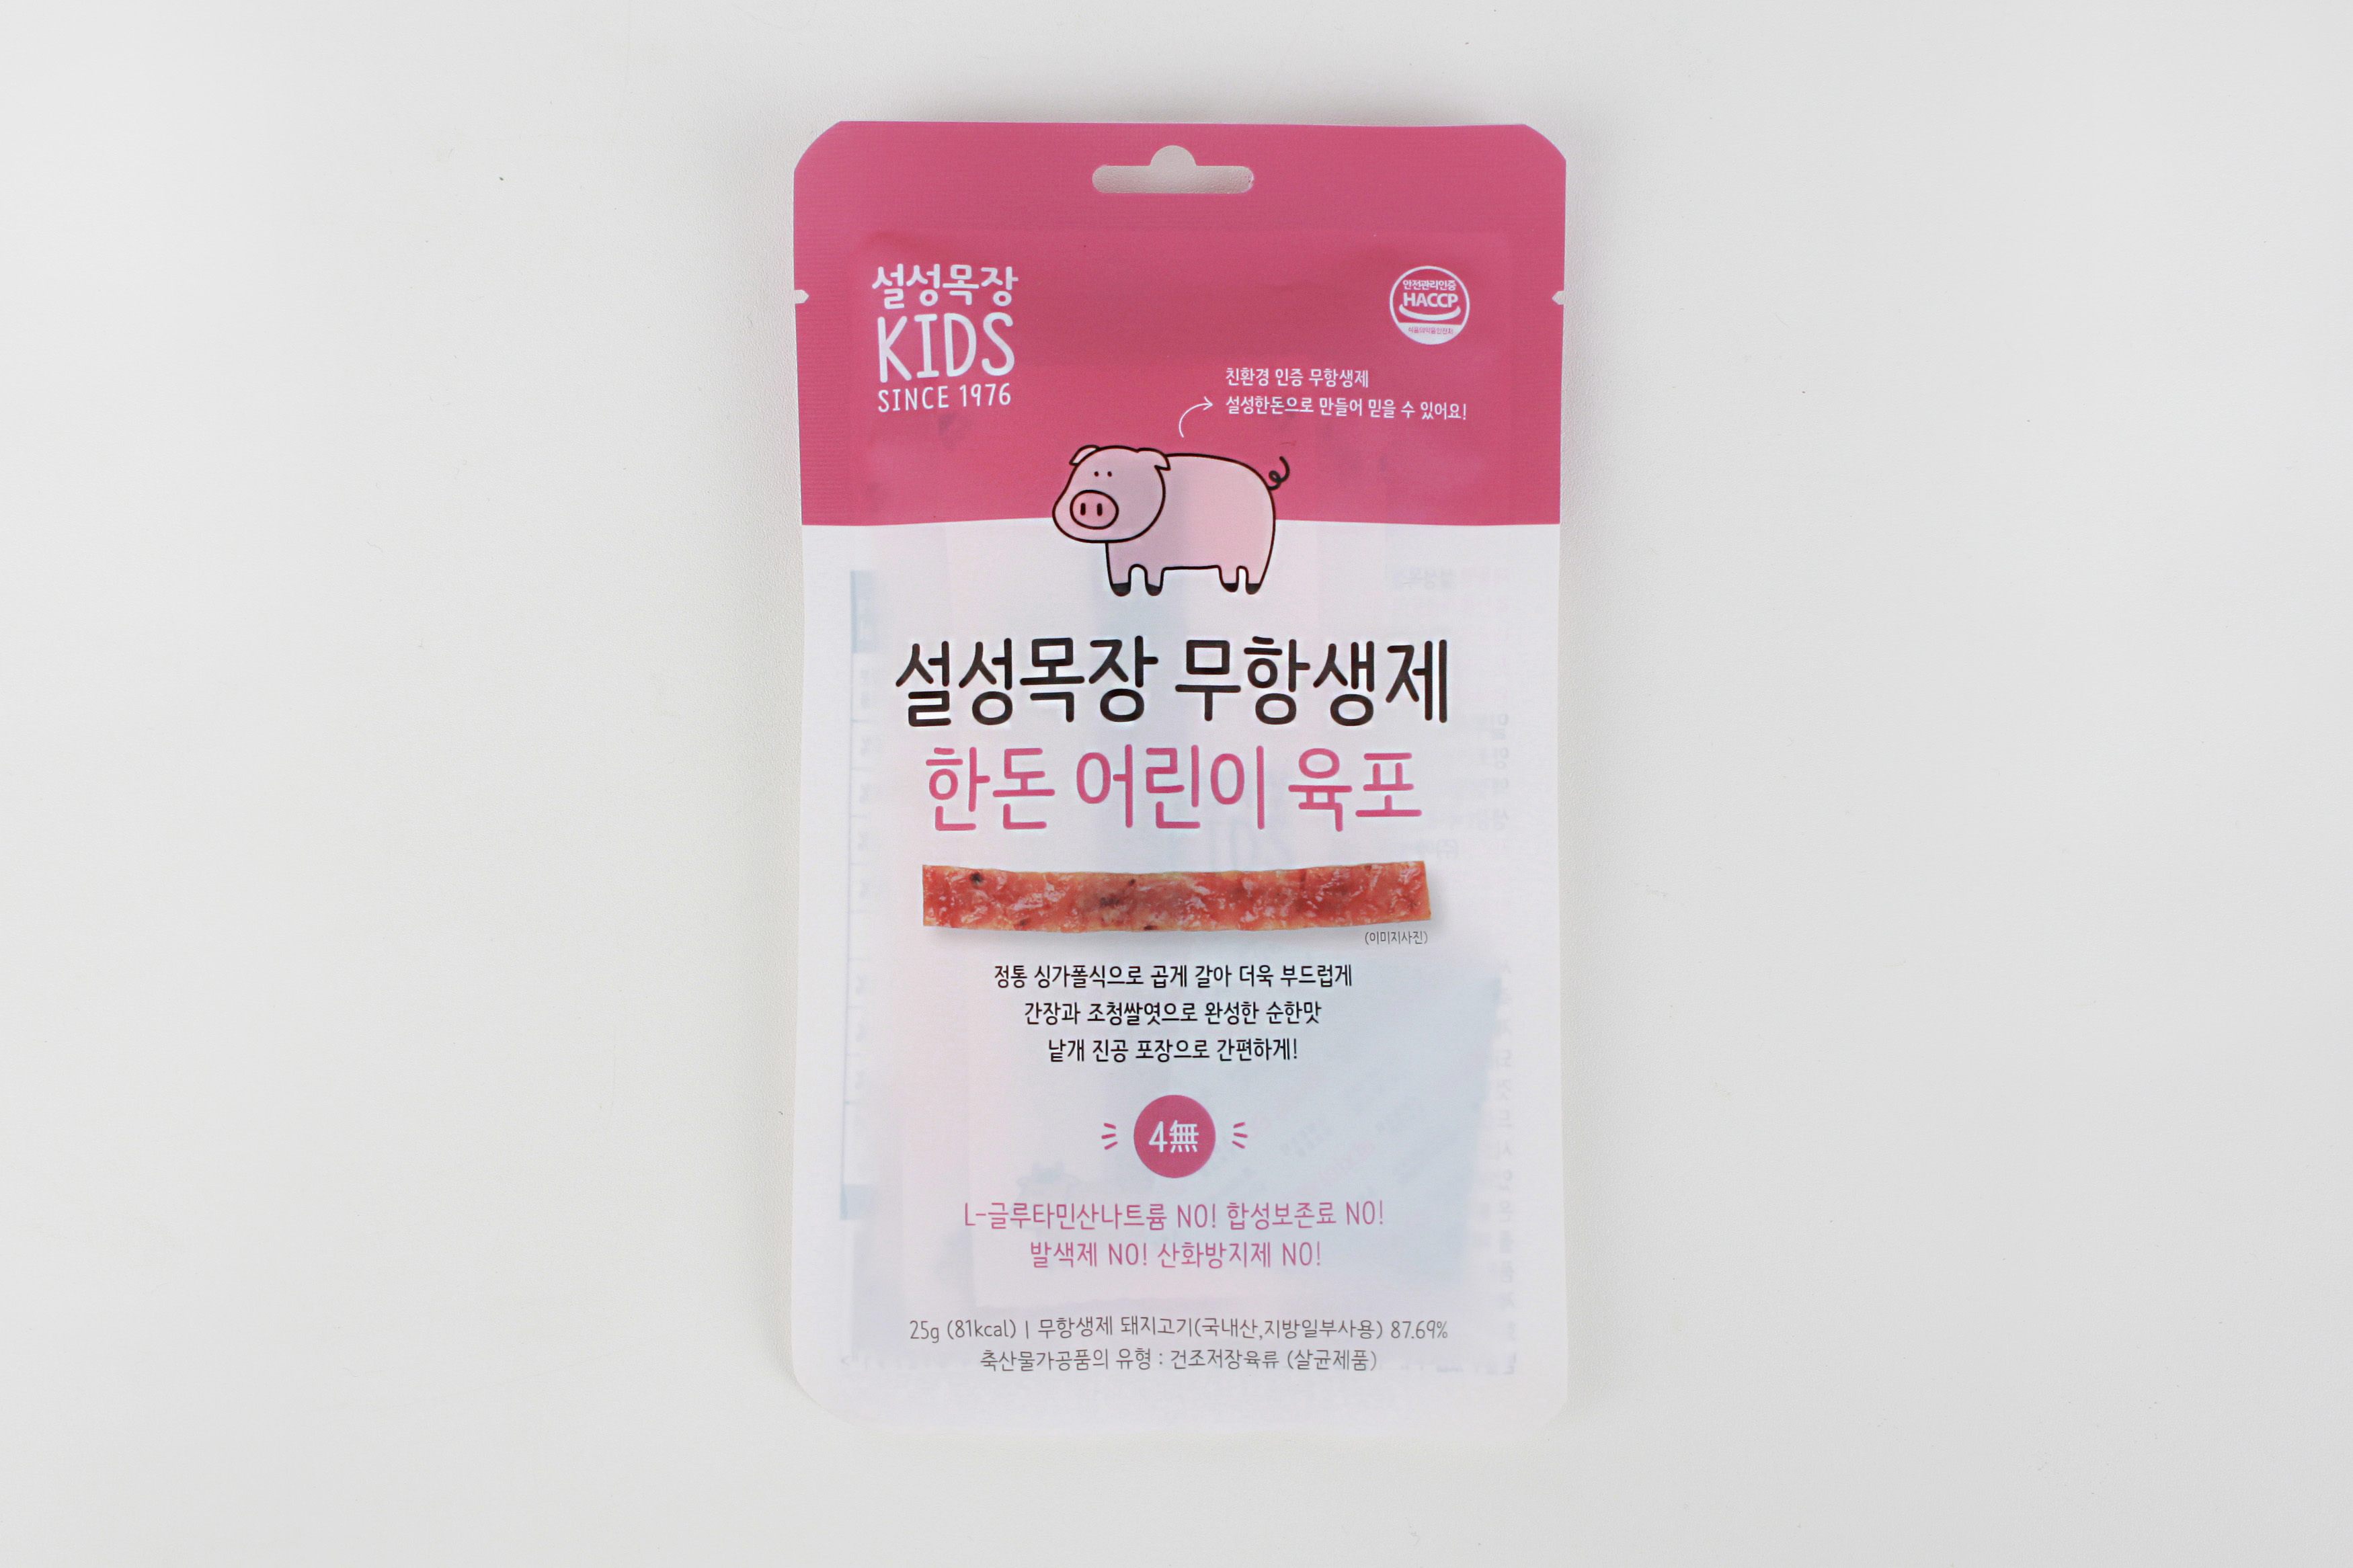 설성목장
KIDS
SINCE 1976
안전관리인증
HACCP
친환경 인증 무항생제
설성한돈으로 만들어 믿을 수 있어요!
설성목장 무항생제
한돈 어린이 육포
(이미지사진)
정통 싱가폴식으로 곱게 갈아 더욱 부드럽게
간장과 조청쌀엿으로 완성한 순한맛
낱개 진공 포장으로 간편하게!
4無
L-글루타민산나트륨 NO! 합성보존료 NO!
발색제 NO! 산화방지제 NO!
25g (81kcal) | 무항생제 돼지고기(국내산,지방일부사용) 87.69%
축산물가공품의 유형 : 건조저장육류 (살균제품)